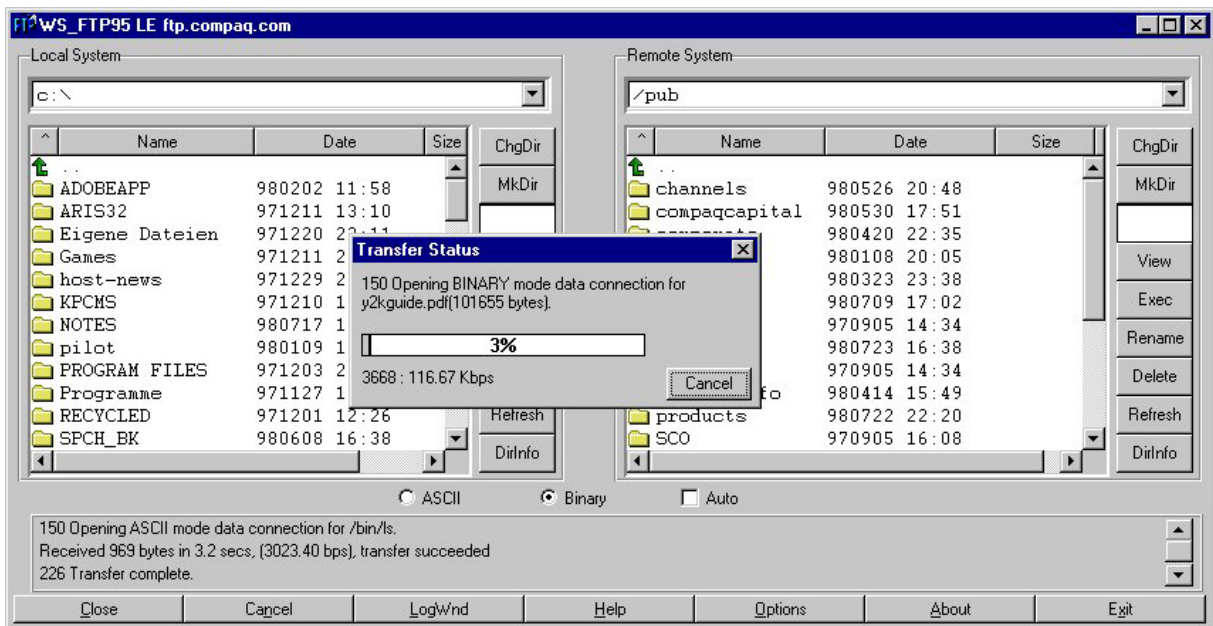 WS_FTP95 LE ftp.compaq.com
Local System
c:\
^ Name Date Size
..
ADOBEAPP 980202 11:58
ARIS32 971211 13:10
Eigene Dateien 971220
Games 971211 2
host-news 971229 2
KPCMS 971210 1
NOTES 980717 1
pilot 980109 1
PROGRAM FILES 971203 2
Programme 971127 1
RECYCLED 971201 12:26
SPCH_BK 980608 16:38
ChgDir
MkDir
Refresh
DirInfo
Remote System
/pub
^ Name Date Size
..
channels 980526 20:48
compaqcapital 980530 17:51
980420 22:35
980108 20:05
980323 23:38
980709 17:02
970905 14:34
980723 16:38
970905 14:34
fo 980414 15:49
products 980722 22:20
SCO 970905 16:08
ChgDir
MkDir
View
Exec
Rename
Delete
Refresh
DirInfo
Transfer Status
150 Opening BINARY mode data connection for
y2kguide.pdf(101655 bytes).
3%
3668 : 116.67 Kbps
Cancel
ASCII Binary Auto
150 Opening ASCII mode data connection for /bin/ls.
Received 969 bytes in 3.2 secs, (3023.40 bps), transfer succeeded
226 Transfer complete.
Close Cancel LogWnd Help Options About Exit